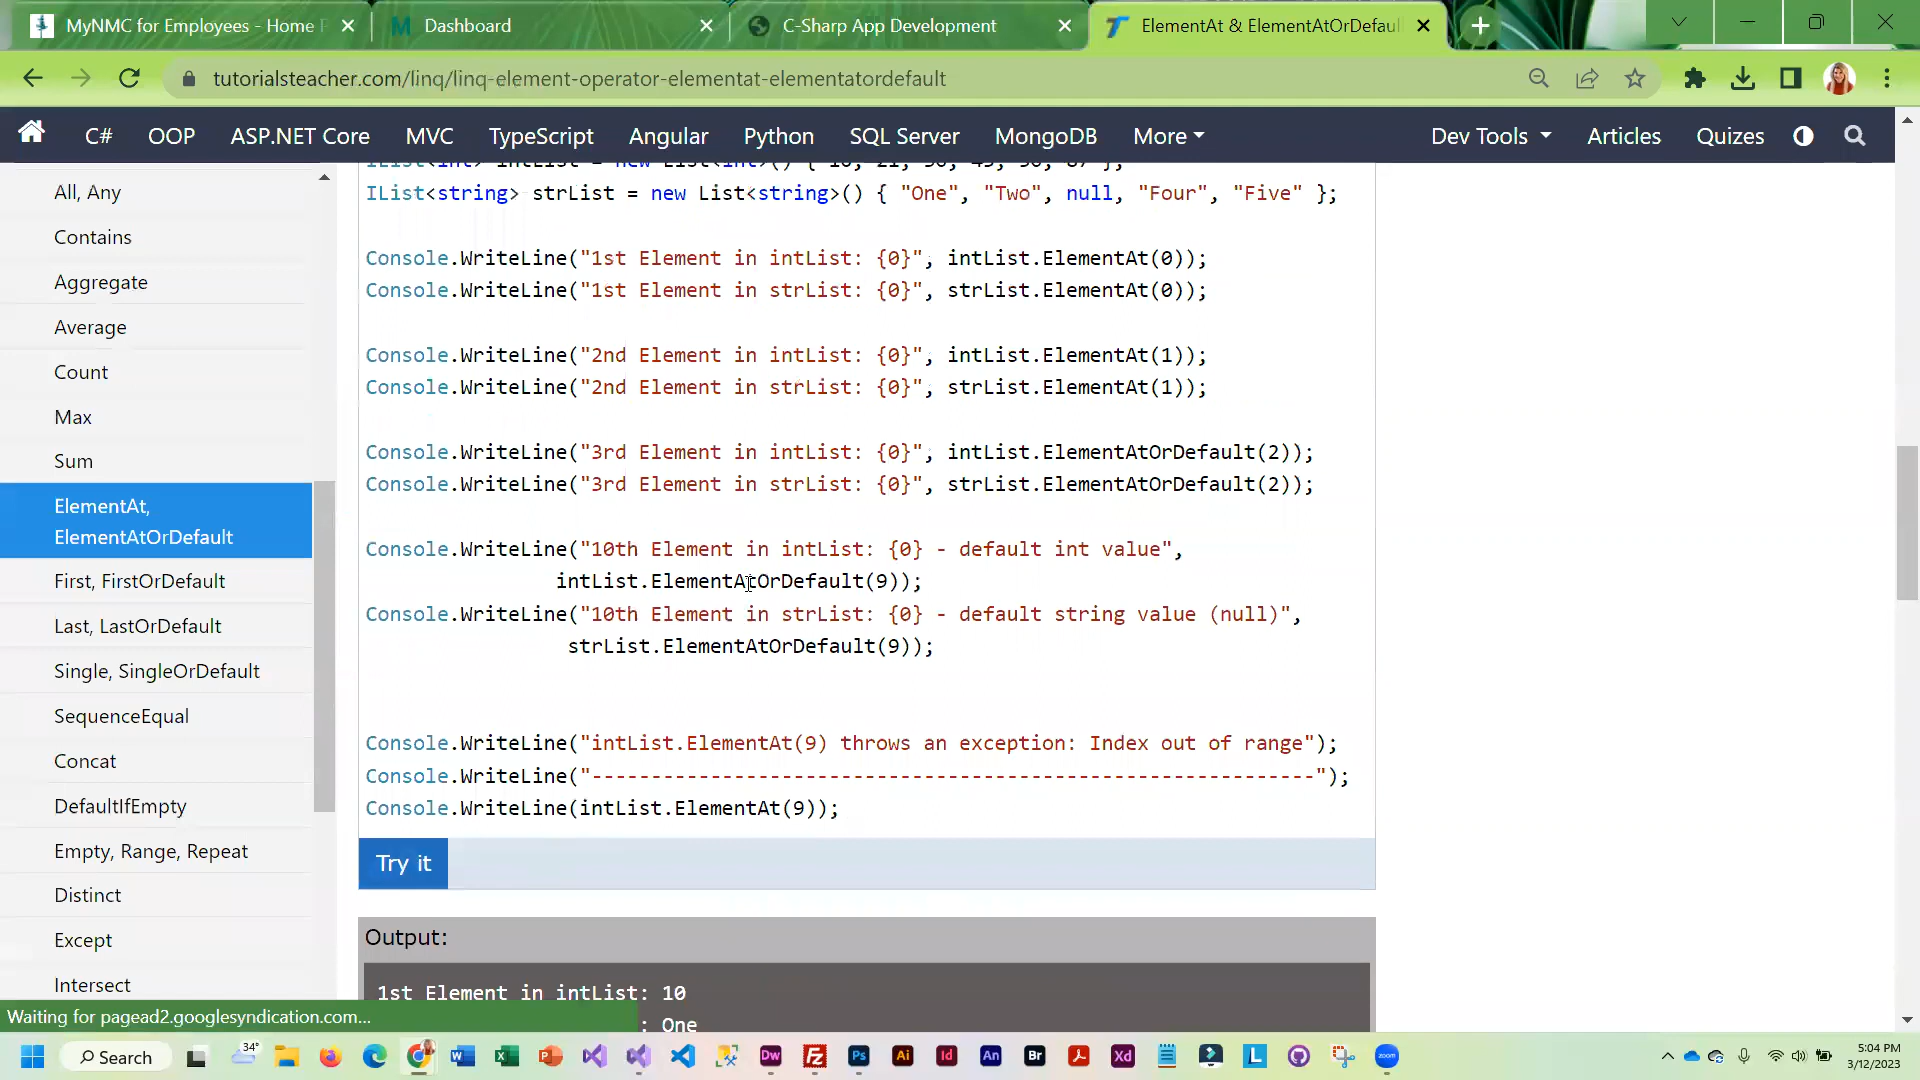 MyNMC for Employees - Home P
Dashboard
C-Sharp App Development
ElementAt & ElementAtOrDefaul
tutorialsteacher.com/linq/linq-element-operator-elementat-elementatordefault
C#
OOP
ASP.NET Core
MVC
TypeScript
Angular
Python
SQL Server
MongoDB
More
Dev Tools
Articles
Quizes
All, Any
Contains
Aggregate
Average
Count
Max
Sum
ElementAt,
ElementAtOrDefault
First, FirstOrDefault
Last, LastOrDefault
Single, SingleOrDefault
SequenceEqual
Concat
DefaultIfEmpty
Empty, Range, Repeat
Distinct
Except
Intersect
IList<string> strList = new List<string>() { "One", "Two", null, "Four", "Five" };
Console.WriteLine("1st Element in intList: {0}", intList.ElementAt(0));
Console.WriteLine("1st Element in strList: {0}", strList.ElementAt(0));
Console.WriteLine("2nd Element in intList: {0}", intList.ElementAt(1));
Console.WriteLine("2nd Element in strList: {0}", strList.ElementAt(1));
Console.WriteLine("3rd Element in intList: {0}", intList.ElementAtOrDefault(2));
Console.WriteLine("3rd Element in strList: {0}", strList.ElementAtOrDefault(2));
Console.WriteLine("10th Element in intList: {0} - default int value",
intList.ElementAtOrDefault(9));
Console.WriteLine("10th Element in strList: {0} - default string value (null)",
strList.ElementAtOrDefault(9));
Console.WriteLine("intList.ElementAt(9) throws an exception: Index out of range");
Console.WriteLine("-------------------------------------------------------------");
Console.WriteLine(intList.ElementAt(9));
Try it
Output:
1st Element in intList: 10
: One
Waiting for pagead2.googlesyndication.com...
Search
34°
5:04 PM
3/12/2023